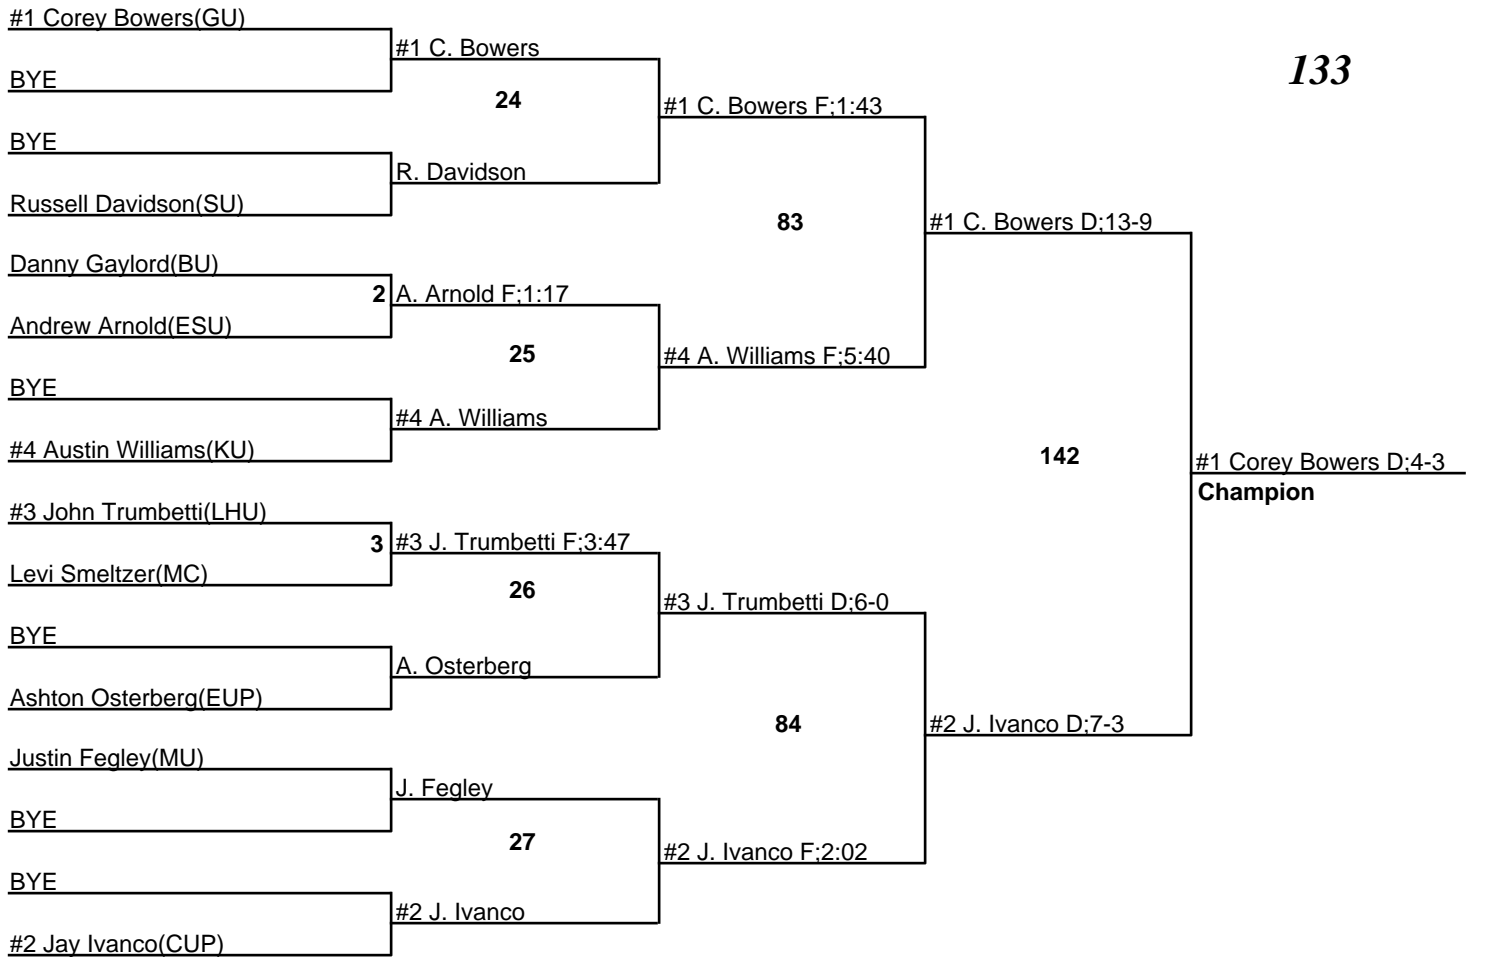 #1 Corey Bowers(GU)
#1 C. Bowers
133
BYE
24
#1 C. Bowers F;1:43
BYE
R. Davidson
Russell Davidson(SU)
83
#1 C. Bowers D;13-9
Danny Gaylord(BU)
2
A. Arnold F;1:17
Andrew Arnold(ESU)
25
#4 A. Williams F;5:40
BYE
#4 A. Williams
#4 Austin Williams(KU)
142
#1 Corey Bowers D;4-3
Champion
#3 John Trumbetti(LHU)
3
#3 J. Trumbetti F;3:47
Levi Smeltzer(MC)
26
#3 J. Trumbetti D;6-0
BYE
A. Osterberg
Ashton Osterberg(EUP)
84
#2 J. Ivanco D;7-3
Justin Fegley(MU)
J. Fegley
BYE
27
#2 J. Ivanco F;2:02
BYE
#2 J. Ivanco
#2 Jay Ivanco(CUP)